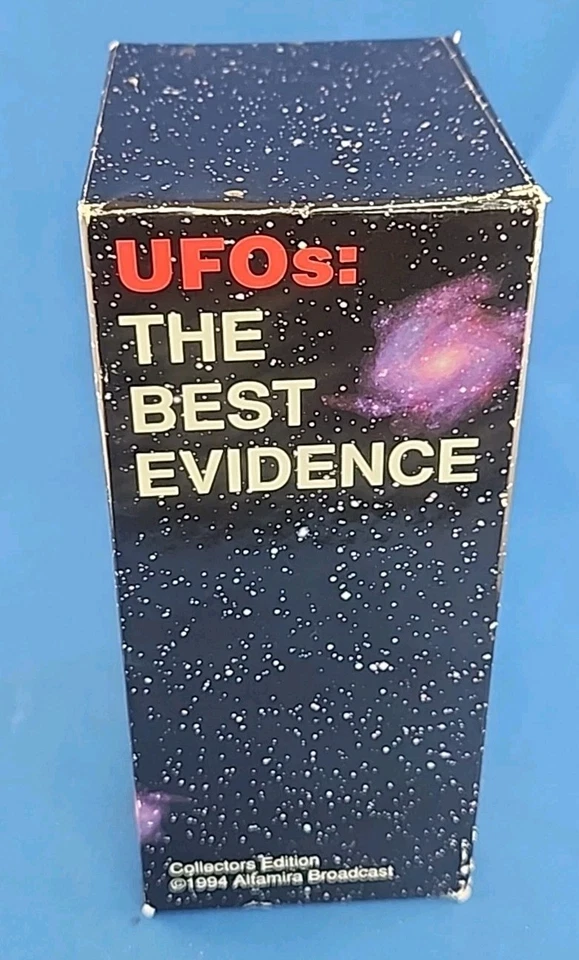 UFOs:
THE
BEST
EVIDENCE
Collectors Edition
©1994 Alfamira Broadcast